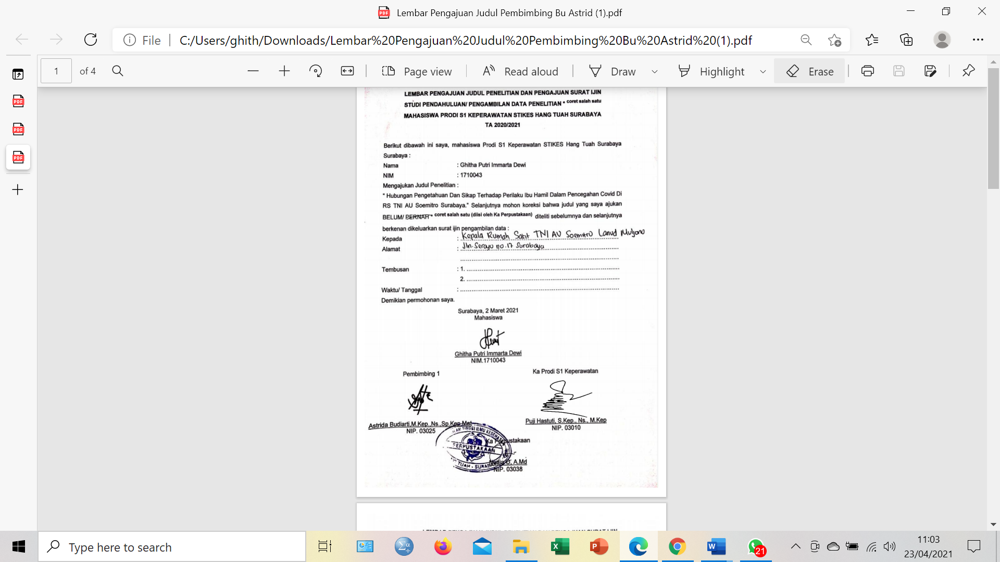 Lembar Pengajuan Judul Pembimbing Bu Astrid (1).pdf
File | C:/Users/ghith/Downloads/Lembar%20Pengajuan%20Judul%20Pembimbing%20Bu%20Astrid%20(1).pdf
1 of 4 Page view Read aloud Draw Highlight Erase
LEMBAR PENGAJUAN JUDUL PENELITIAN DAN PENGAJUAN SURAT IJIN
STUDI PENDAHULUAN/ PENGAMBILAN DATA PENELITIAN * coret salah satu
MAHASISWA PRODI S1 KEPERAWATAN STIKES HANG TUAH SURABAYA
TA 2020/2021
Berikut dibawah ini saya, mahasiswa Prodi S1 Keperawatan STIKES Hang Tuah Surabaya
Surabaya :
Nama : Ghitha Putri Immarta Dewi
NIM : 1710043
Mengajukan Judul Penelitian :
" Hubungan Pengetahuan Dan Sikap Terhadap Perilaku Ibu Hamil Dalam Pencegahan Covid Di
RS TNI AU Soemitro Surabaya." Selanjutnya mohon koreksi bahwa judul yang saya ajukan
BELUM/ PERNAH * coret salah satu (diisi oleh Ka Perpustakaan) diteliti sebelumnya dan selanjutnya
berkenan dikeluarkan surat ijin pengambilan data :
Kepada : Kepala Rumah Sakit TNI AU Soemitro Lanud Muljono
Alamat : Jln. Serayu no.17 Surabaya
Tembusan : 1.
2.
Waktu/ Tanggal :
Demikian permohonan saya.
Surabaya, 2 Maret 2021
Mahasiswa
Ghitha Putri Immarta Dewi
NIM.1710043
Pembimbing 1 Ka Prodi S1 Keperawatan
Astrida Budiarti,M.Kep.,Ns.,Sp.Kep.Mat Puji Hastuti, S.Kep., Ns., M.Kep
NIP. 03025 NIP. 03010
Ka Perpustakaan
PERPUSTAKAAN
Nadia O, A.Md
NIP. 03038
TUAH - SURABA
Type here to search
21
11:03
23/04/2021